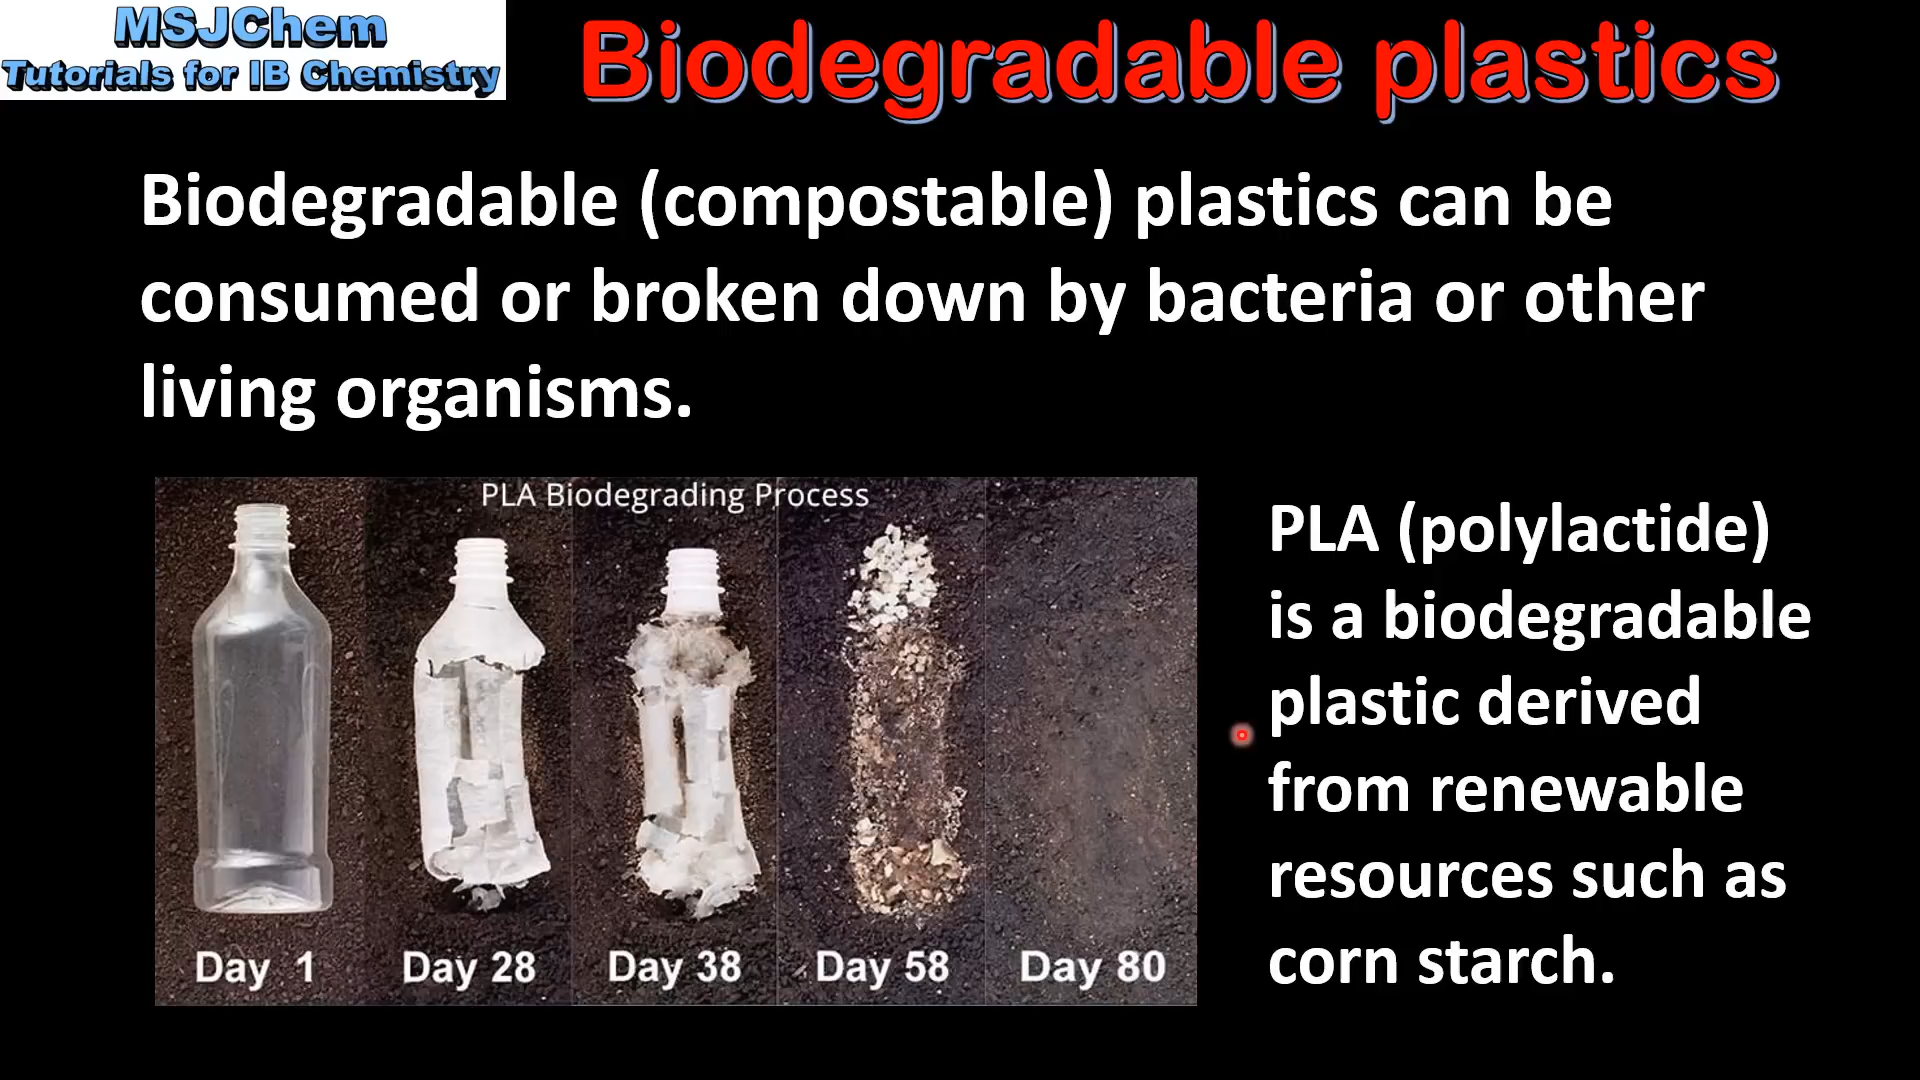 MSJChem
Tutorials for IB Chemistry
Biodegradable plastics
Biodegradable (compostable) plastics can be
consumed or broken down by bacteria or other
living organisms.
PLA Biodegrading Process
Day 1
Day 28
Day 38
Day 58
Day 80
PLA (polylactide)
is a biodegradable
plastic derived
from renewable
resources such as
corn starch.